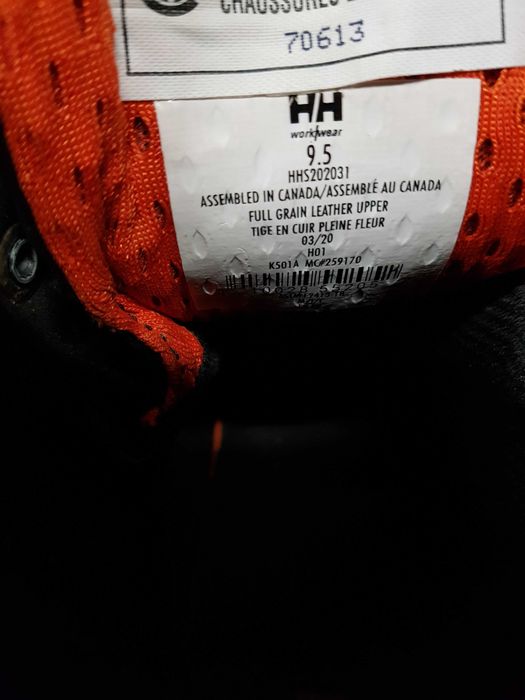 CHAUSSURES
70613
HH
workwear
9.5
HHS202031
ASSEMBLED IN CANADA/ASSEMBLÉ AU CANADA
FULL GRAIN LEATHER UPPER
TIGE EN CUIR PLEINE FLEUR
03/20
H01
K501A MC#259170